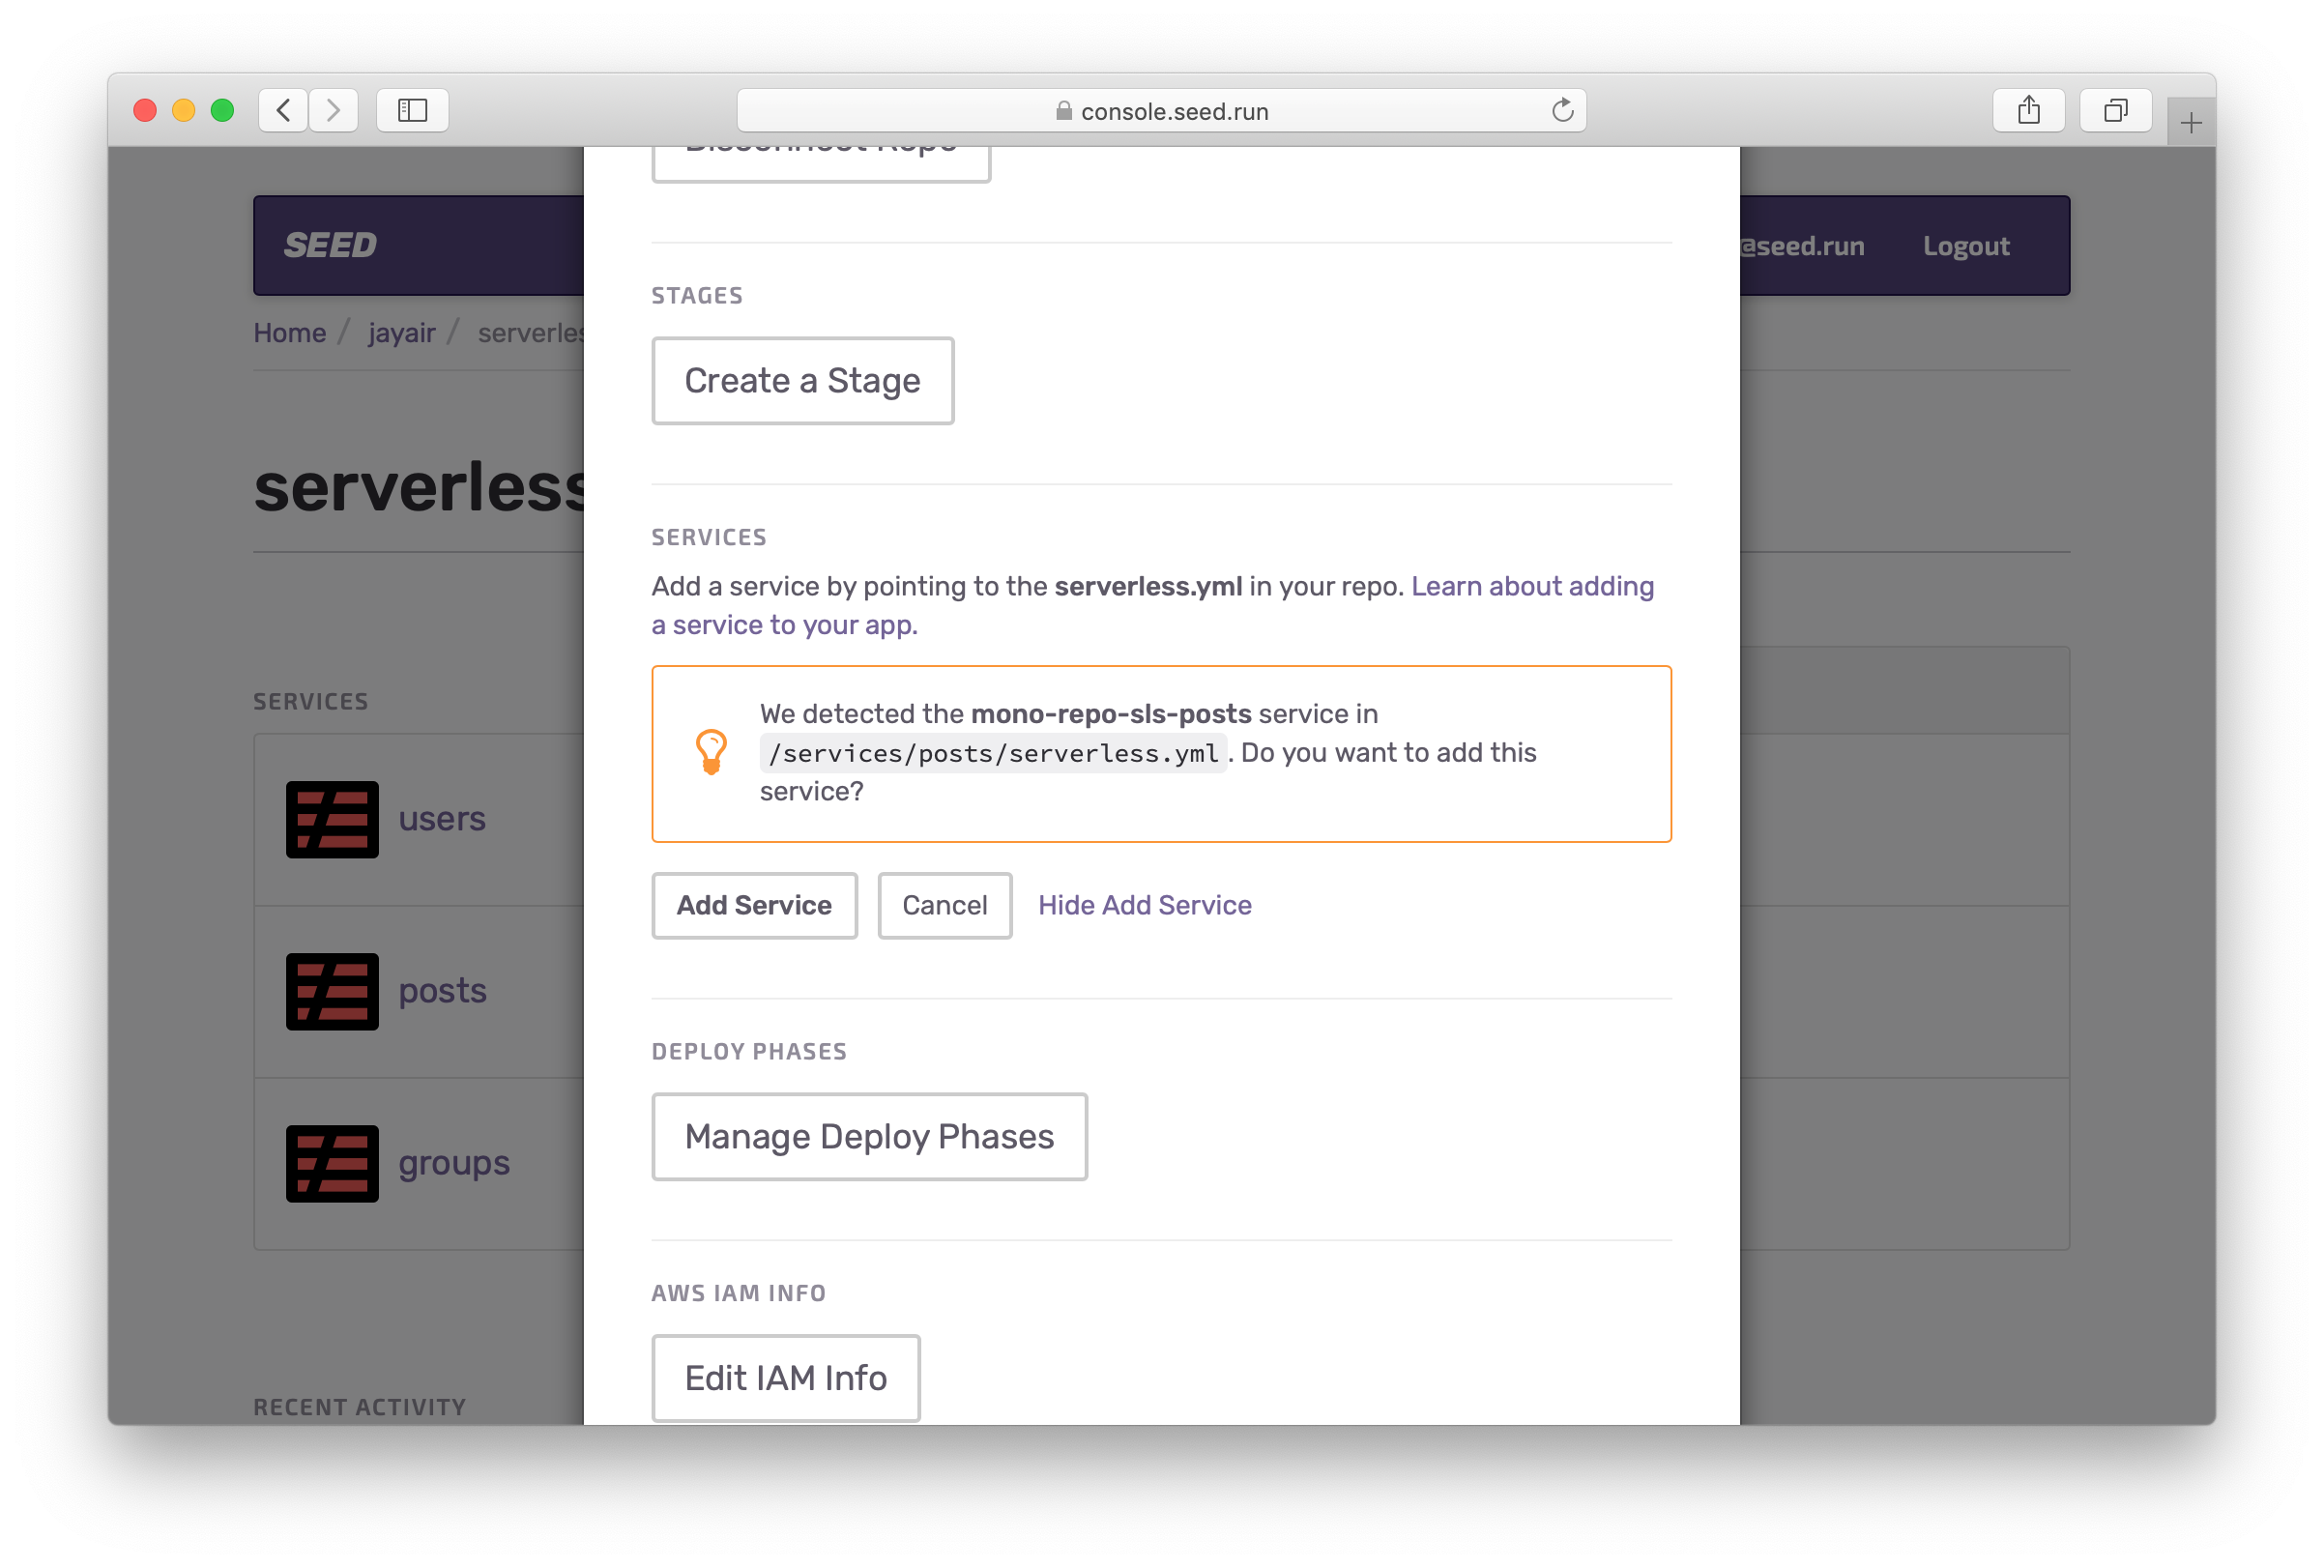 console.seed.run
Disconnect Repo
SEED
@seed.run
Logout
Home / jayair /
STAGES
Create a Stage
serverless
SERVICES
Add a service by pointing to the serverless.yml in your repo. Learn about adding
a service to your app.
We detected the mono-repo-sls-posts service in
/services/posts/serverless.yml. Do you want to add this
service?
Add Service
Cancel
Hide Add Service
SERVICES
users
posts
groups
DEPLOY PHASES
Manage Deploy Phases
AWS IAM INFO
Edit IAM Info
RECENT ACTIVITY